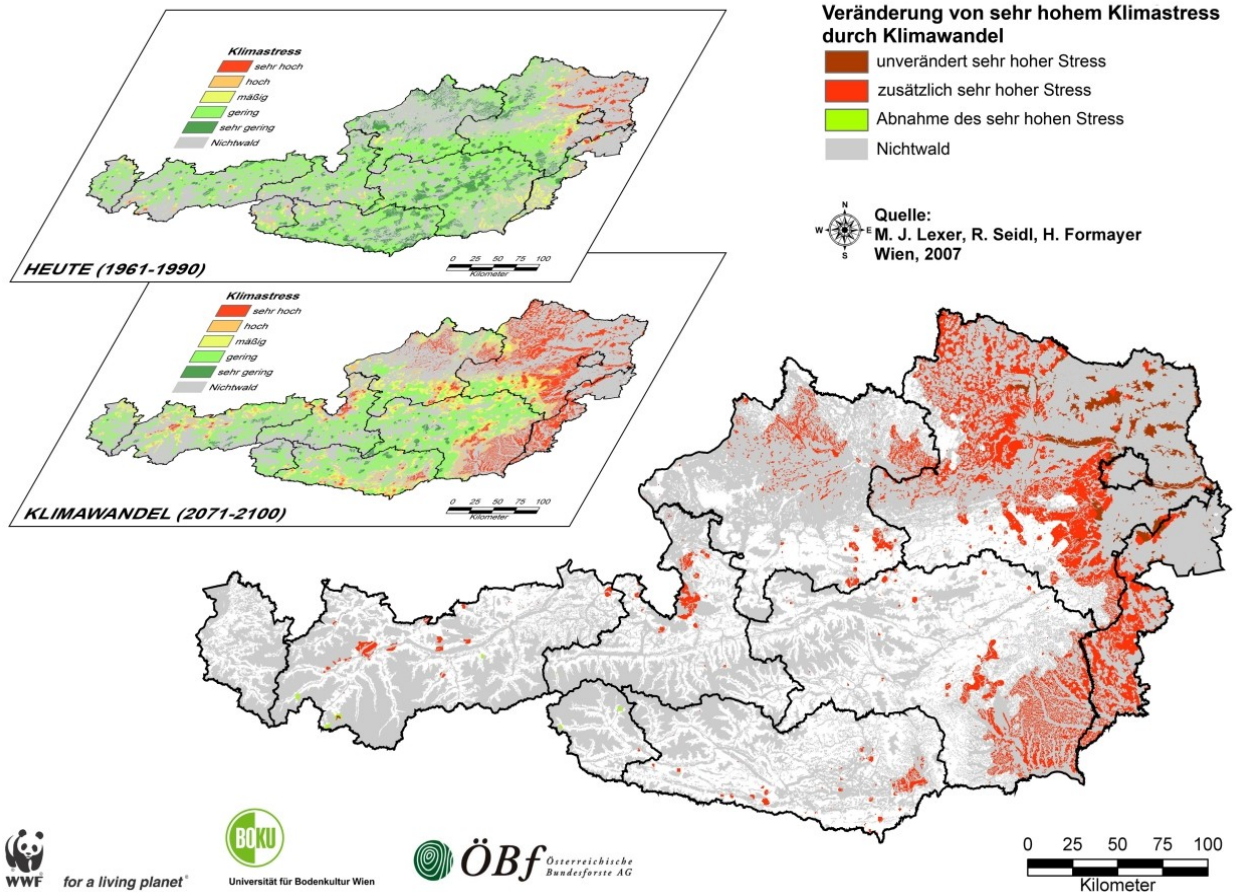 Veränderung von sehr hohem Klimastress
durch Klimawandel
unverändert sehr hoher Stress
zusätzlich sehr hoher Stress
Abnahme des sehr hohen Stress
Nichtwald
N
W E
S
Quelle:
M. J. Lexer, R. Seidl, H. Formayer
Wien, 2007
Klimastress
sehr hoch
hoch
mäßig
gering
sehr gering
Nichtwald
HEUTE (1961-1990)
0 25 50 75 100
Kilometer
Klimastress
sehr hoch
hoch
mäßig
gering
sehr gering
Nichtwald
KLIMAWANDEL (2071-2100)
0 25 50 75 100
Kilometer
0 25 50 75 100
Kilometer
WWF
for a living planet®
BOKU
Universität für Bodenkultur Wien
ÖBf Österreichische
Bundesforste AG